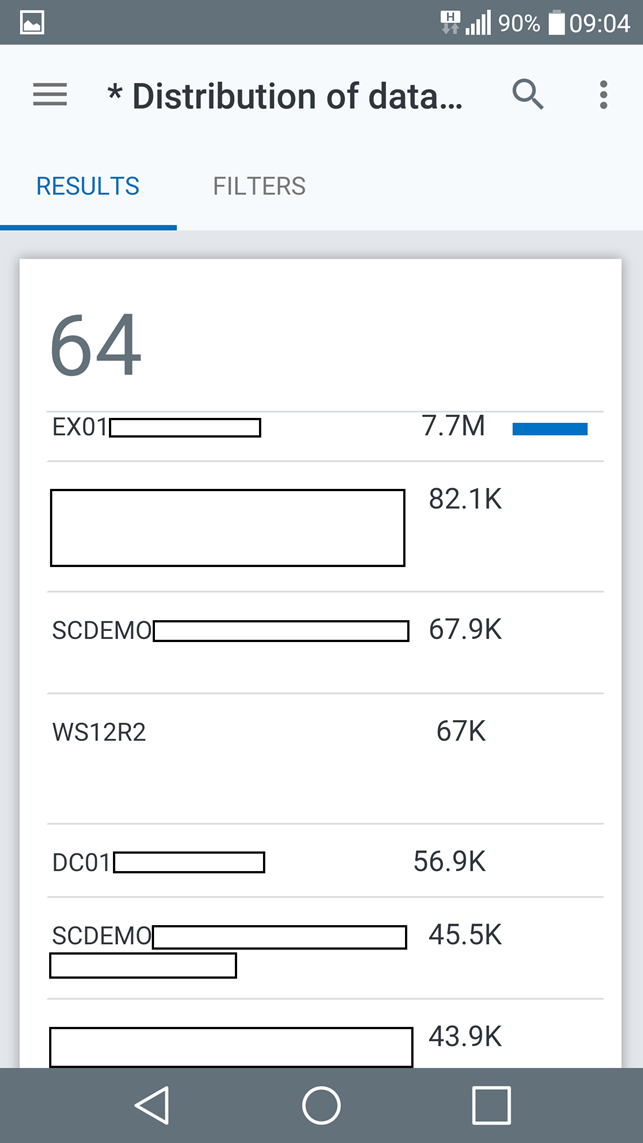 H 90% 09:04
* Distribution of data...
RESULTS FILTERS
64
EX01 7.7M
82.1K
SCDEMO 67.9K
WS12R2 67K
DC01 56.9K
SCDEMO 45.5K
43.9K